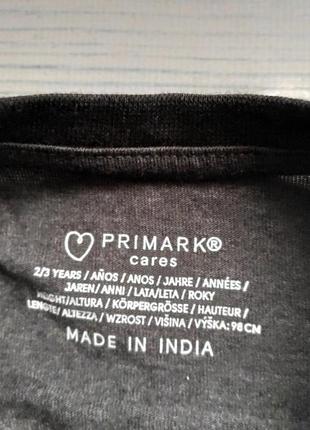 PRIMARK®
cares
2/3 YEARS / AÑOS / ANOS / JAHRE / ANNÉES /
JAREN / ANNI / LATA / LETA / ROKY
HEIGHT/ALTURA / KÖRPERGRÖSSE / HAUTEUR /
LENGTE/ ALTEZZA / WZROST / VIŠINA / VÝŠKA: 98 CM
MADE IN INDIA